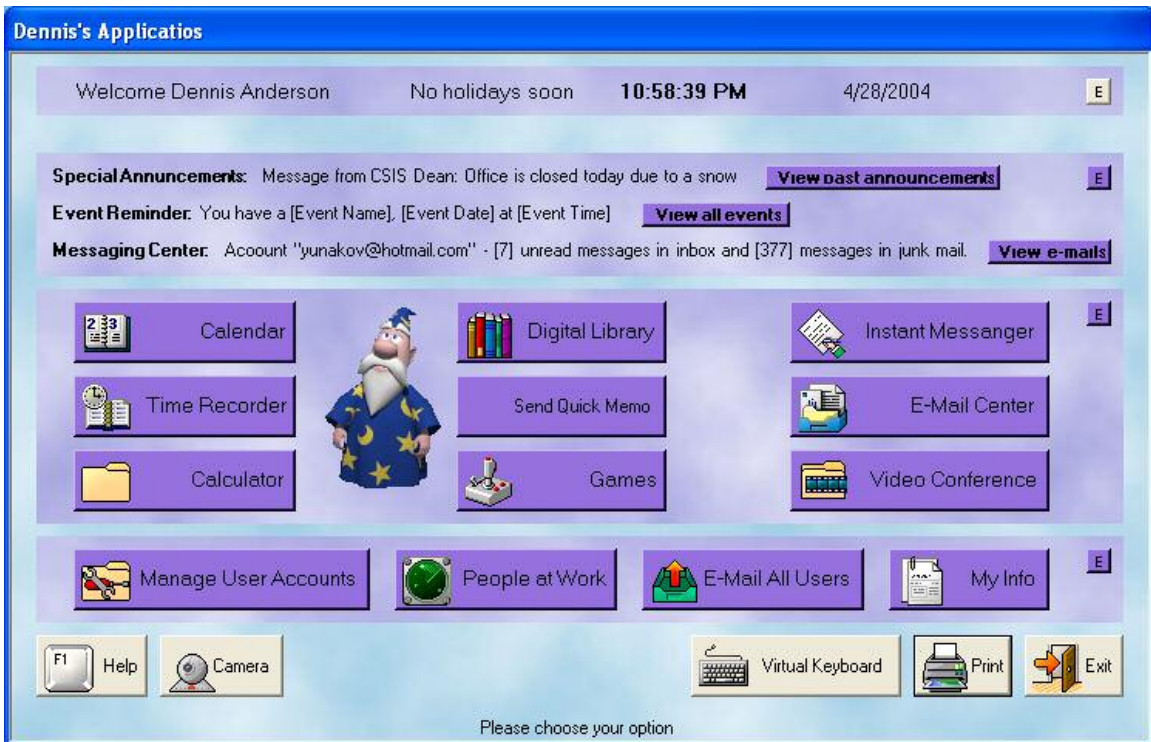 Dennis's Applicatios
Welcome Dennis Anderson No holidays soon 10:58:39 PM 4/28/2004 E
Special Annuncements: Message from CSIS Dean: Office is closed today due to a snow View past announcements E
Event Reminder: You have a [Event Name], [Event Date] at [Event Time] View all events
Messaging Center: Acoount "yunakov@hotmail.com" - [7] unread messages in inbox and [377] messages in junk mail. View e-mails
Calendar Digital Library Instant Messanger E
2 3
Time Recorder Send Quick Memo E-Mail Center
Calculator Games Video Conference
Manage User Accounts People at Work E-Mail All Users My Info E
F1 Help Camera Virtual Keyboard Print Exit
Please choose your option